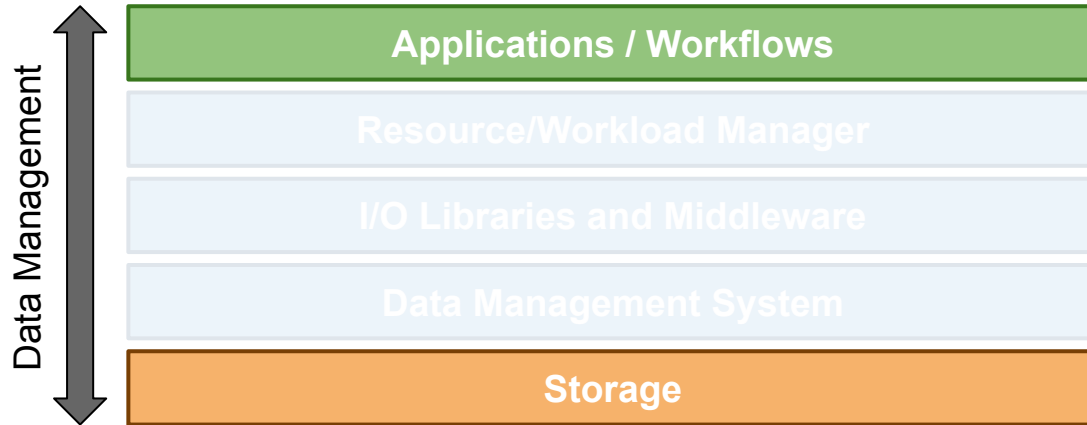 Data Management
Applications / Workflows
Resource/Workload Manager
I/O Libraries and Middleware
Data Management System
Storage